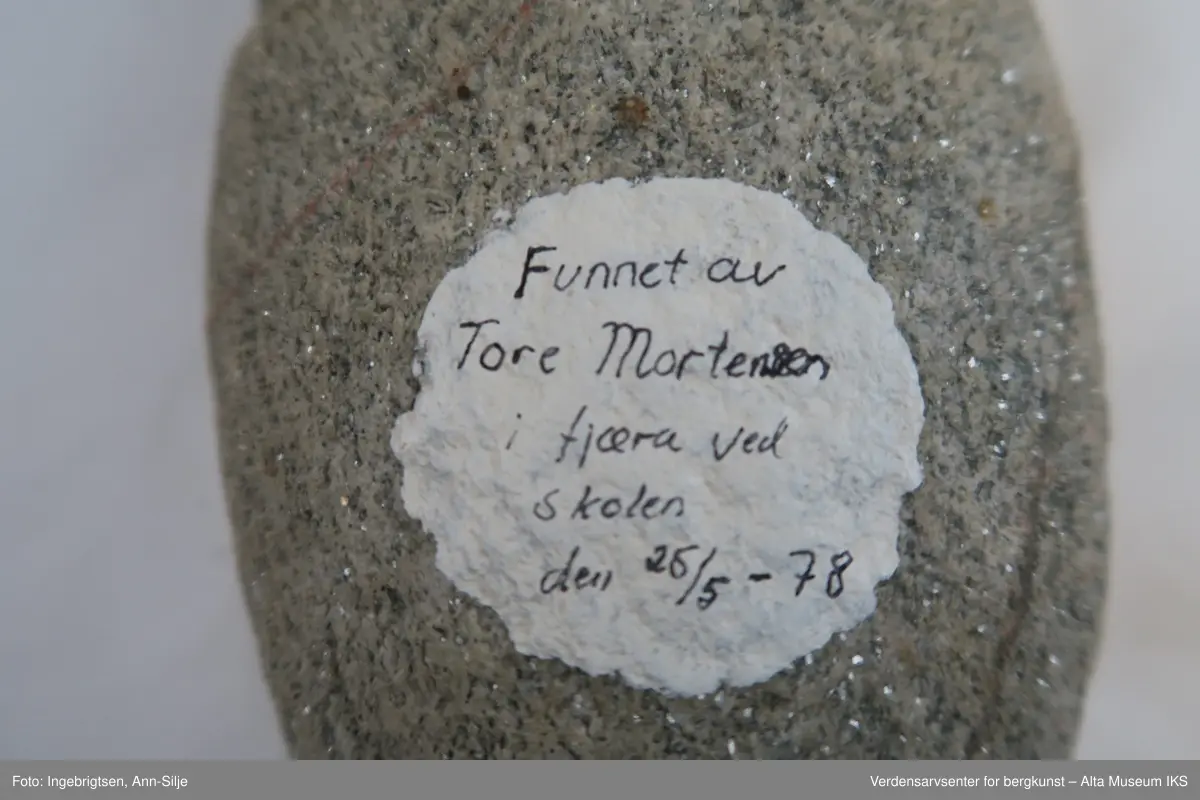 Funnet av
Tore Mortensen
i fjæra ved
skolen
den 26/5 - 78
Foto: Ingebrigtsen, Ann-Silje
Verdensarvsenter for bergkunst – Alta Museum IKS